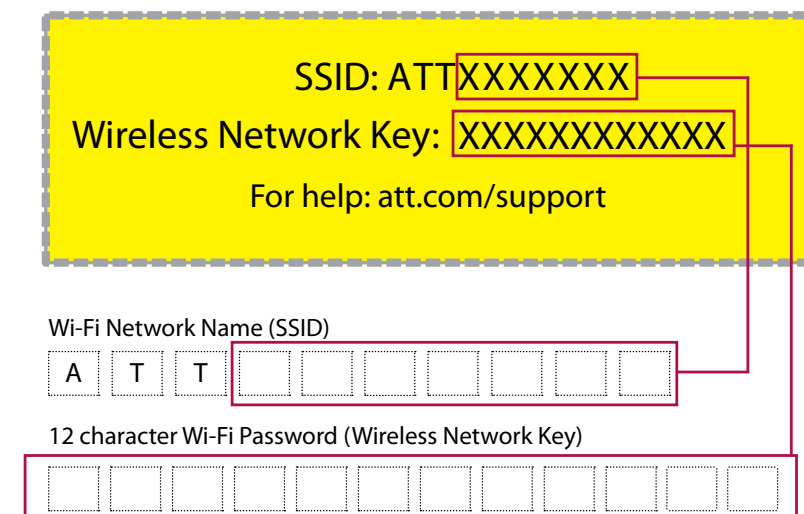 SSID: ATTXXXXXXX
Wireless Network Key: XXXXXXXXXXXX
For help: att.com/support
Wi-Fi Network Name (SSID)
A T T
12 character Wi-Fi Password (Wireless Network Key)